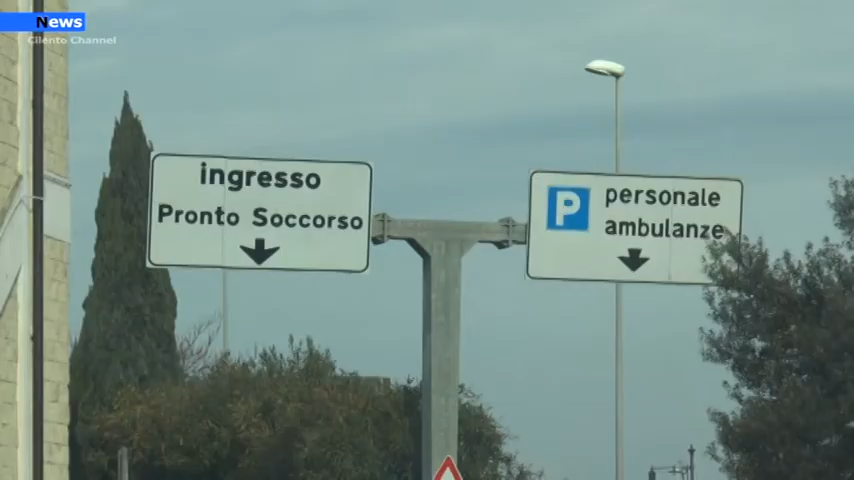 News
Cilento Channel
ingresso
Pronto Soccorso
P
personale
ambulanze